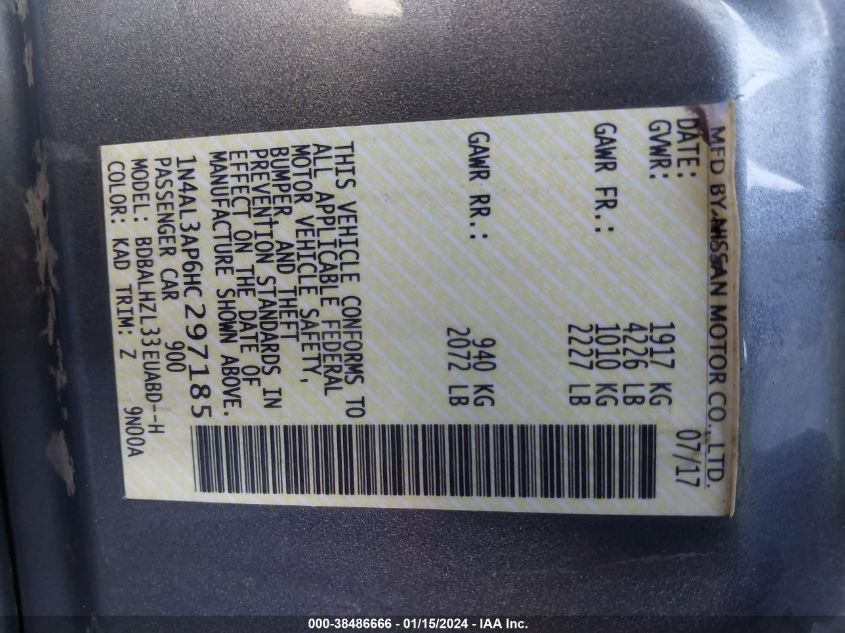 MFD BY NISSAN MOTOR CO., LTD.
DATE: 07/17
GVWR: 1917 KG
4226 LB
GAWR FR.: 1010 KG
2227 LB
GAWR RR.: 940 KG
2072 LB
THIS VEHICLE CONFORMS TO
ALL APPLICABLE FEDERAL
MOTOR VEHICLE SAFETY,
BUMPER, AND THEFT
PREVENTION STANDARDS IN
EFFECT ON THE DATE OF
MANUFACTURE SHOWN ABOVE.
1N4AL3AP6HC297185
PASSENGER CAR 900
MODEL: BDBALHZL33EUABD--H
COLOR: KAD TRIM: Z 9N00A
000-38486666 - 01/15/2024 - IAA Inc.